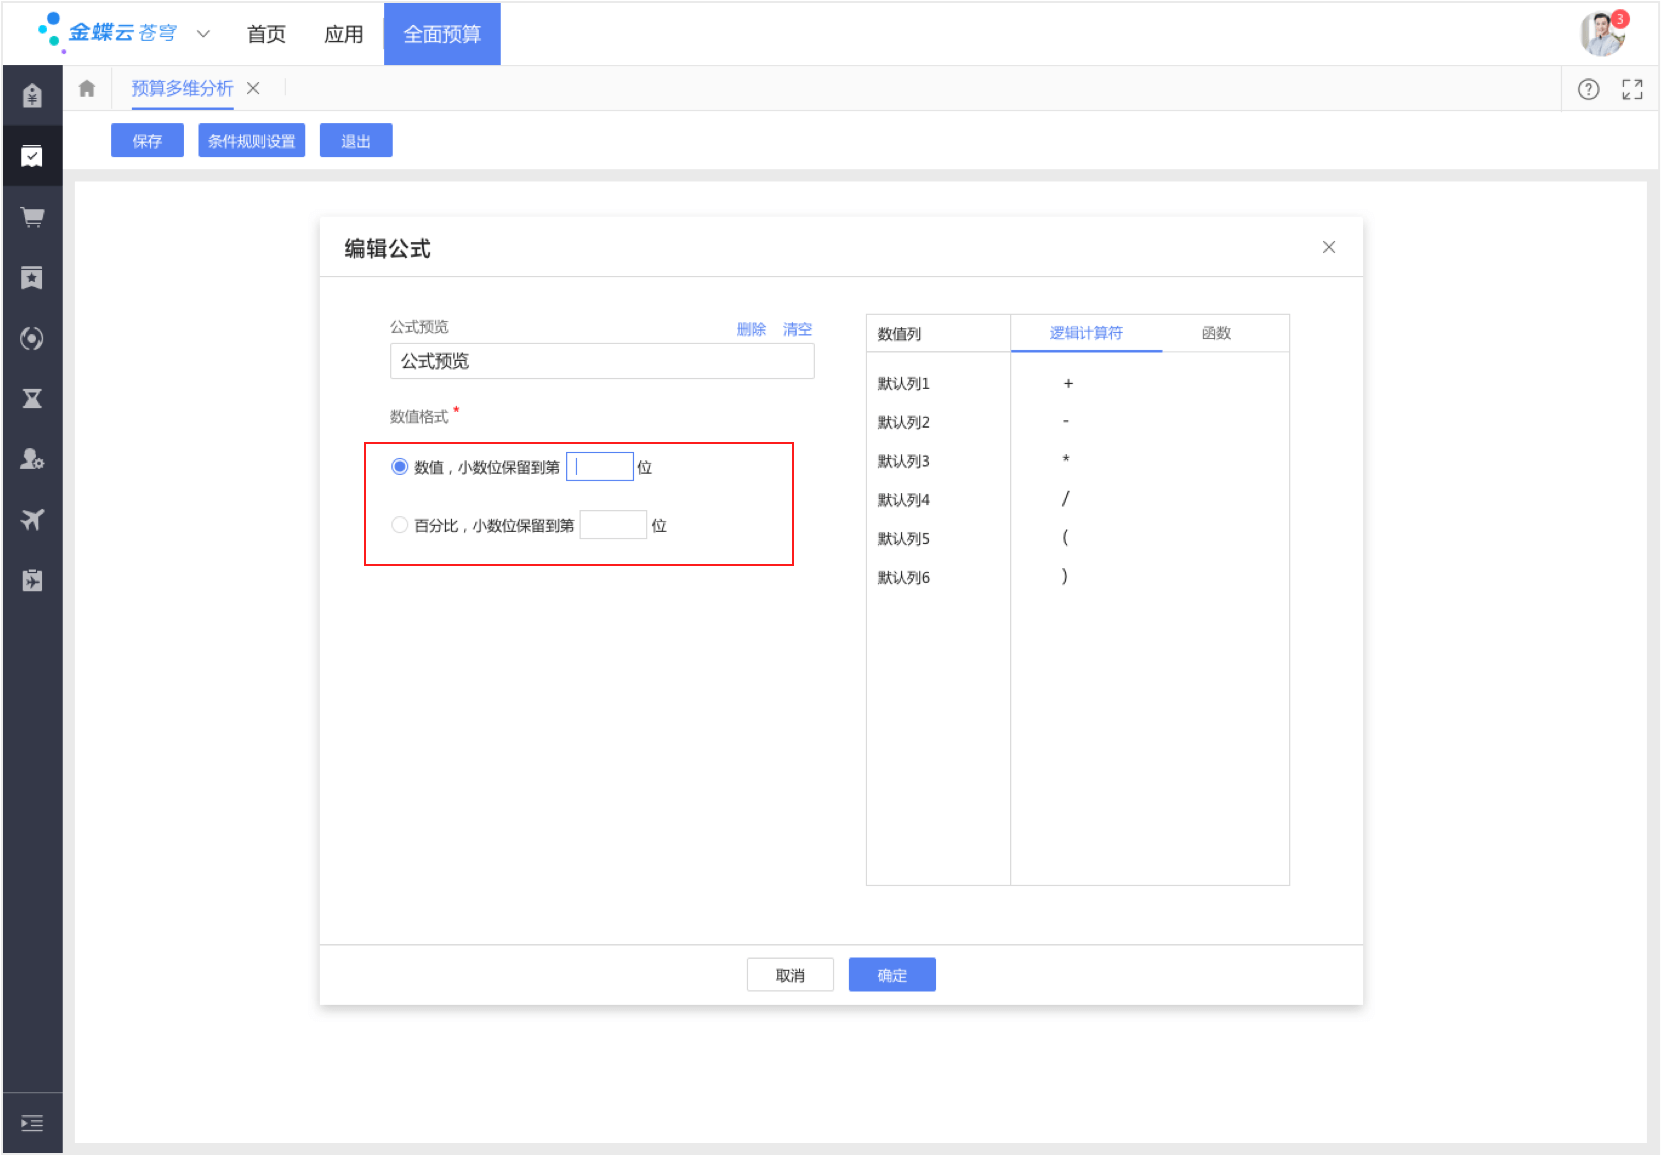 金蝶云 苍穹 首页 应用 全面预算 3
预算多维分析
保存 条件规则设置 退出
编辑公式
公式预览 删除 清空
公式预览
数值格式 *
数值，小数位保留到第 位
百分比，小数位保留到第 位
数值列 逻辑计算符 函数
默认列1 +
默认列2 -
默认列3 *
默认列4 /
默认列5 (
默认列6 )
取消 确定